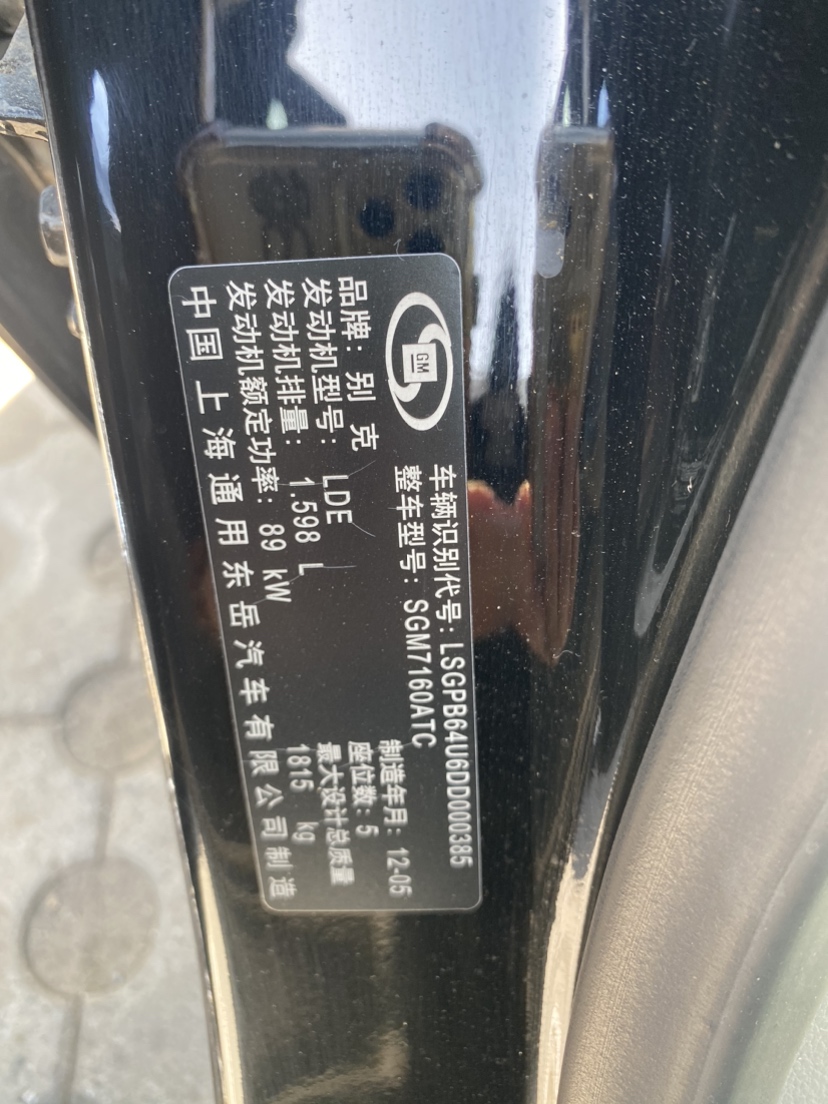 GM
车辆识别代号: LSGPB64U6DD000385
整车型号: SGM7160ATC
品牌: 别克
制造年月: 12-05
发动机型号: LDE
座位数: 5
发动机排量: 1.598 L
最大设计总质量
发动机额定功率: 89 kW
1815 kg
中国上海通用东岳汽车有限公司制造